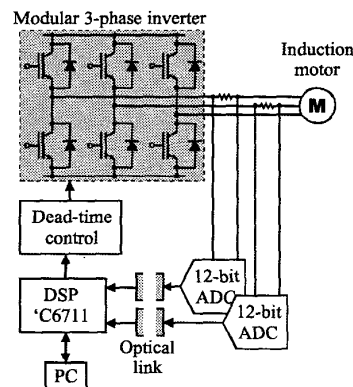 Modular 3-phase inverter
Induction
motor
M
Dead-time
control
12-bit
ADC
12-bit
ADC
DSP
'C6711
Optical
link
PC